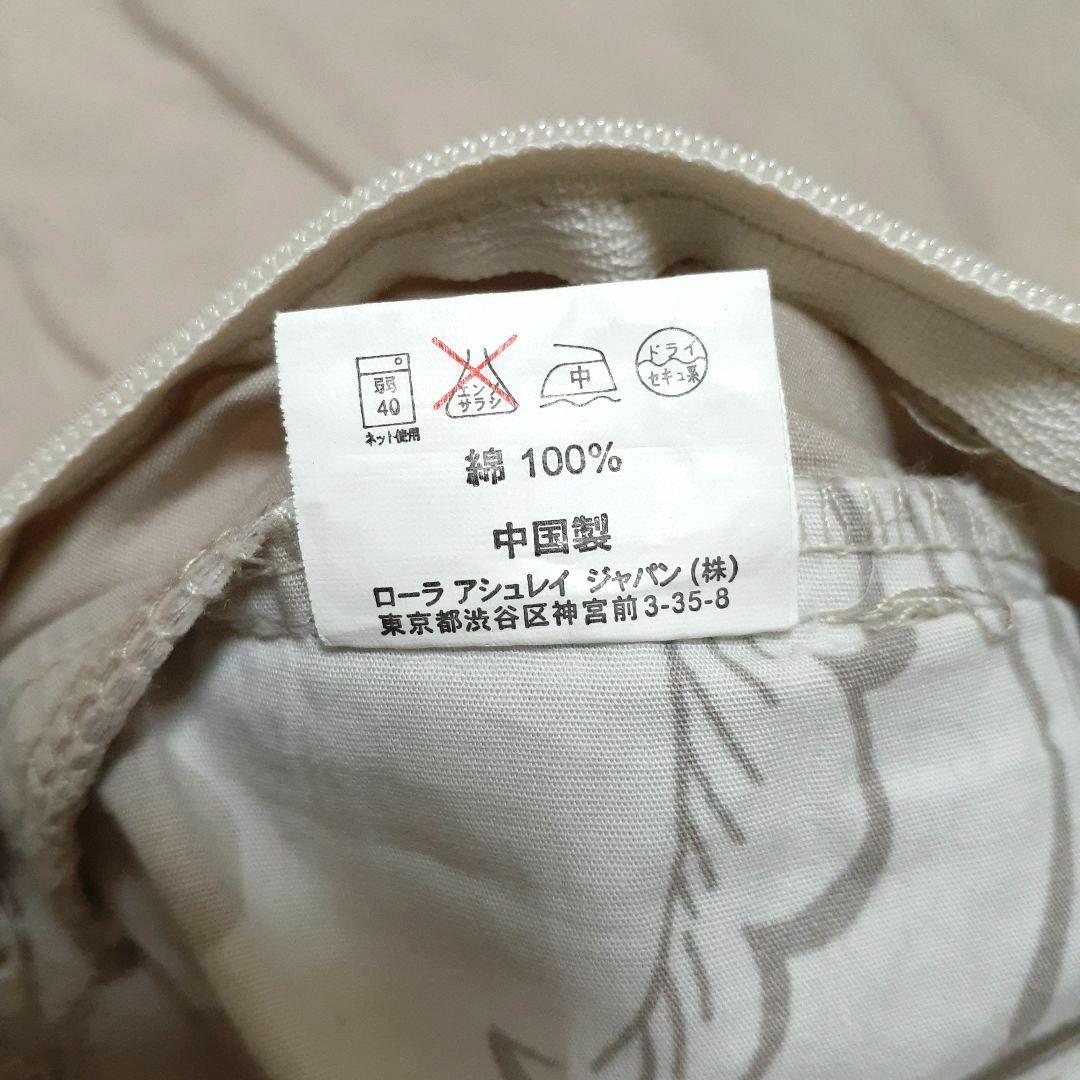 弱
40
ネット使用
エンソ
サラシ
中
ドライ
セキユ系
綿 100%
中国製
ローラ アシュレイ ジャパン (株)
東京都渋谷区神宮前3-35-8